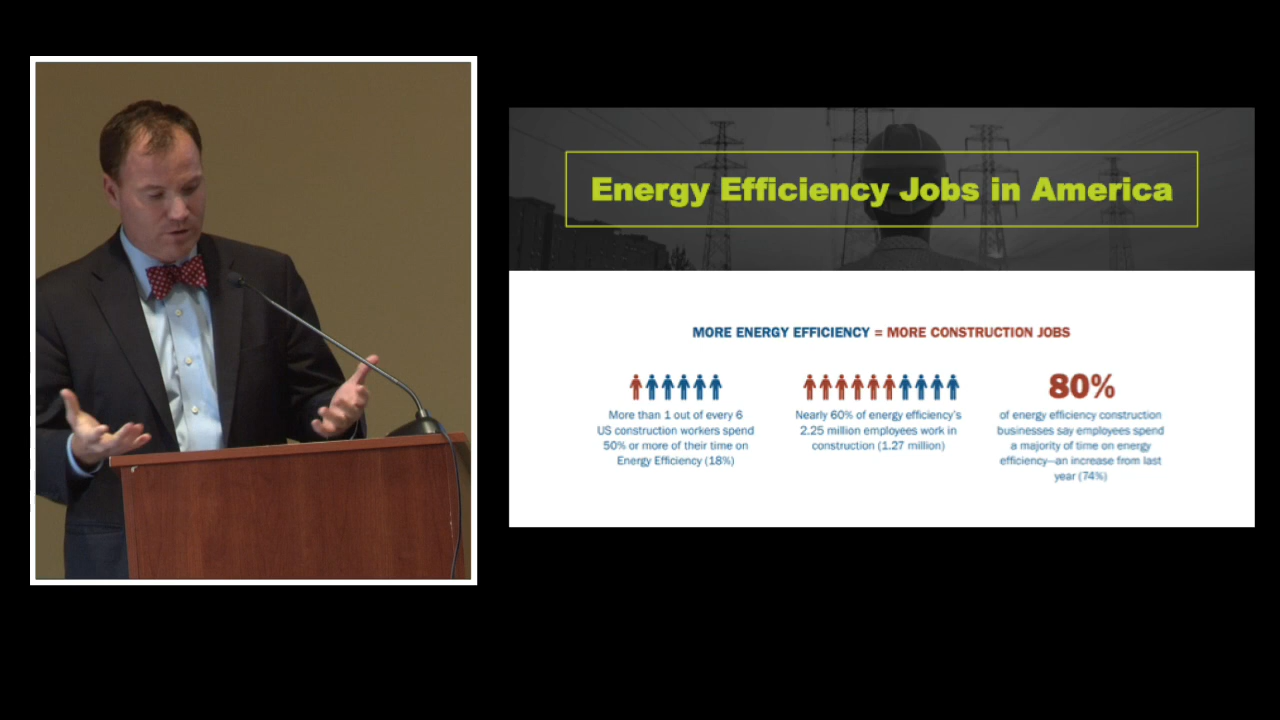 Energy Efficiency Jobs in America
MORE ENERGY EFFICIENCY = MORE CONSTRUCTION JOBS
More than 1 out of every 6
US construction workers spend
50% or more of their time on
Energy Efficiency (18%)
Nearly 60% of energy efficiency's
2.25 million employees work in
construction (1.27 million)
80%
of energy efficiency construction
businesses say employees spend
a majority of time on energy
efficiency—an increase from last
year (74%)